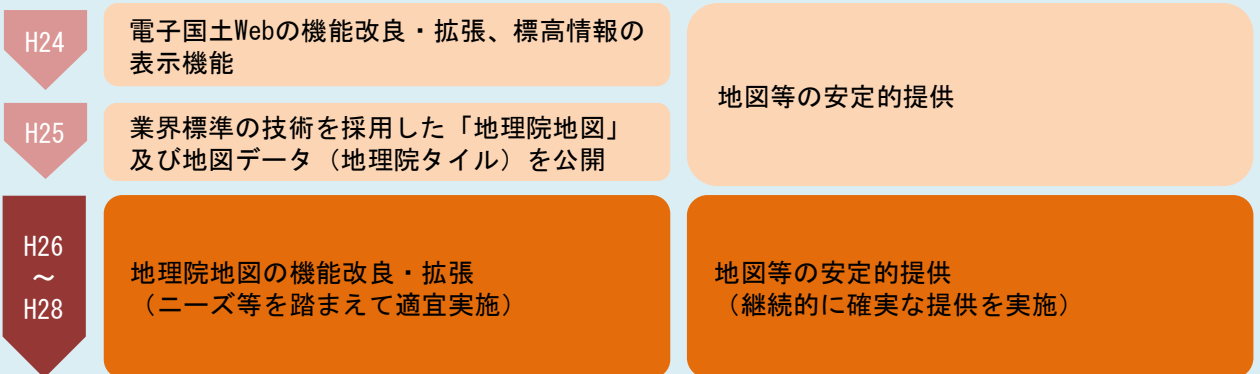 H24
電子国土Webの機能改良・拡張、標高情報の
表示機能
地図等の安定的提供
H25
業界標準の技術を採用した「地理院地図」
及び地図データ（地理院タイル）を公開
H26
～
H28
地理院地図の機能改良・拡張
（ニーズ等を踏まえて適宜実施）
地図等の安定的提供
（継続的に確実な提供を実施）